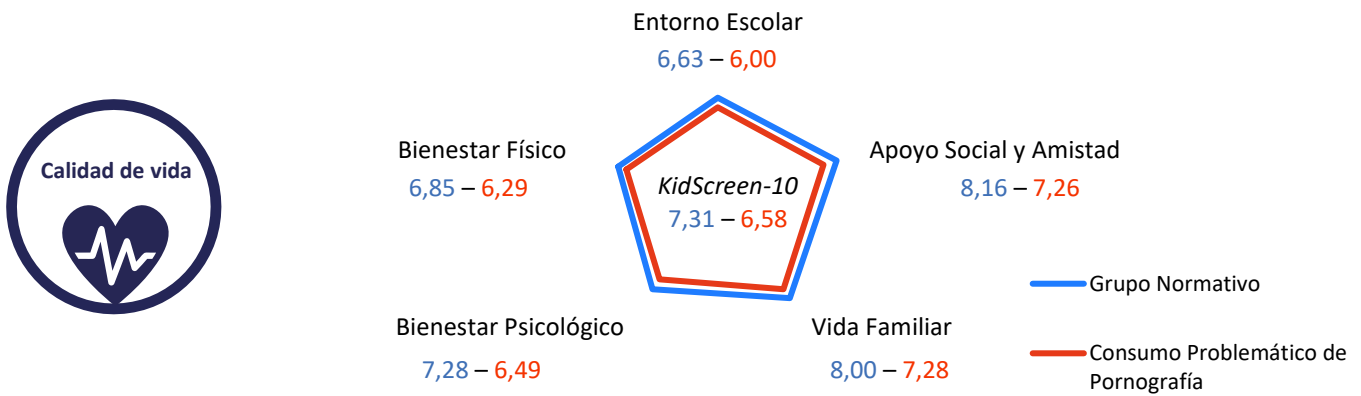 Entorno Escolar
6,63 – 6,00
Calidad de vida
Bienestar Físico
6,85 – 6,29
KidScreen-10
7,31 – 6,58
Apoyo Social y Amistad
8,16 – 7,26
Bienestar Psicológico
7,28 – 6,49
Vida Familiar
8,00 – 7,28
Grupo Normativo
Consumo Problemático de
Pornografía